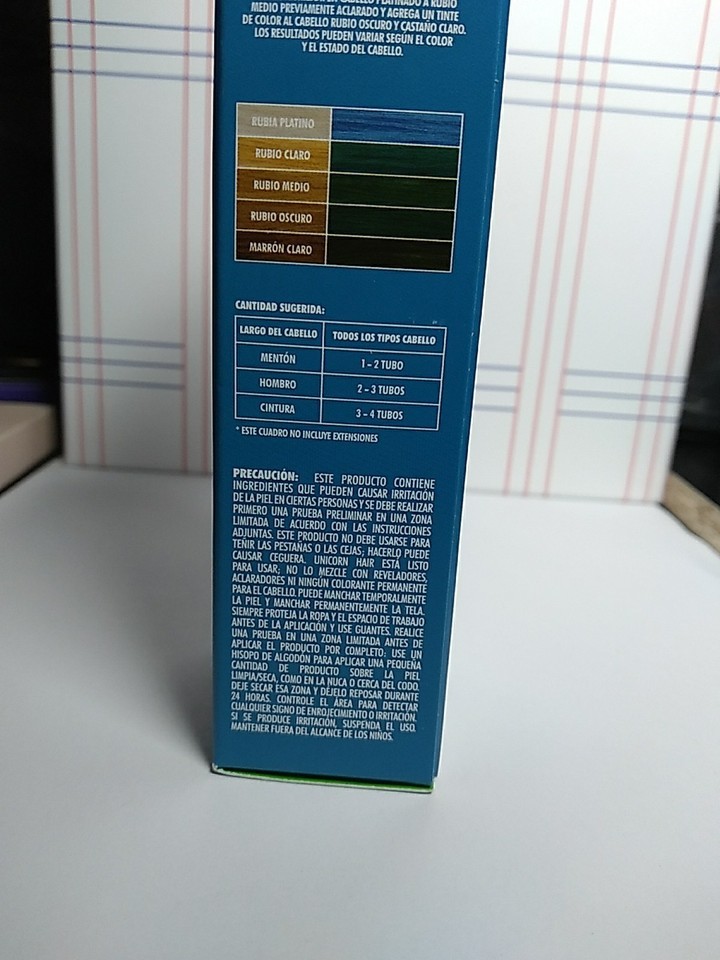 CABELLO PLATINADO A RUBIO
MEDIO PREVIAMENTE ACLARADO Y AGREGA UN TINTE
DE COLOR AL CABELLO RUBIO OSCURO Y CASTAÑO CLARO.
LOS RESULTADOS PUEDEN VARIAR SEGÚN EL COLOR
Y EL ESTADO DEL CABELLO.
RUBIA PLATINO
RUBIO CLARO
RUBIO MEDIO
RUBIO OSCURO
MARRÓN CLARO
CANTIDAD SUGERIDA:
LARGO DEL CABELLO TODOS LOS TIPOS CABELLO
MENTÓN 1 – 2 TUBO
HOMBRO 2 – 3 TUBOS
CINTURA 3 – 4 TUBOS
* ESTE CUADRO NO INCLUYE EXTENSIONES
PRECAUCIÓN: ESTE PRODUCTO CONTIENE
INGREDIENTES QUE PUEDEN CAUSAR IRRITACIÓN
DE LA PIEL EN CIERTAS PERSONAS Y SE DEBE REALIZAR
PRIMERO UNA PRUEBA PRELIMINAR EN UNA ZONA
LIMITADA DE ACUERDO CON LAS INSTRUCCIONES
ADJUNTAS. ESTE PRODUCTO NO DEBE USARSE PARA
TEÑIR LAS PESTAÑAS O LAS CEJAS; HACERLO PUEDE
CAUSAR CEGUERA. UNICORN HAIR ESTÁ LISTO
PARA USAR; NO LO MEZCLE CON REVELADORES,
ACLARADORES NI NINGÚN COLORANTE PERMANENTE
PARA EL CABELLO. PUEDE MANCHAR TEMPORALMENTE
LA PIEL Y MANCHAR PERMANENTEMENTE LA TELA.
SIEMPRE PROTEJA LA ROPA Y EL ESPACIO DE TRABAJO
ANTES DE LA APLICACIÓN Y USE GUANTES. REALICE
UNA PRUEBA EN UNA ZONA LIMITADA ANTES DE
APLICAR EL PRODUCTO POR COMPLETO: USE UN
HISOPO DE ALGODÓN PARA APLICAR UNA PEQUEÑA
CANTIDAD DE PRODUCTO SOBRE LA PIEL
LIMPIA/SECA, COMO EN LA NUCA O CERCA DEL CODO.
DEJE SECAR ESA ZONA Y DÉJELO REPOSAR DURANTE
24 HORAS. CONTROLE EL ÁREA PARA DETECTAR
CUALQUIER SIGNO DE ENROJECIMIENTO O IRRITACIÓN.
SI SE PRODUCE IRRITACIÓN, SUSPENDA EL USO.
MANTENER FUERA DEL ALCANCE DE LOS NIÑOS.